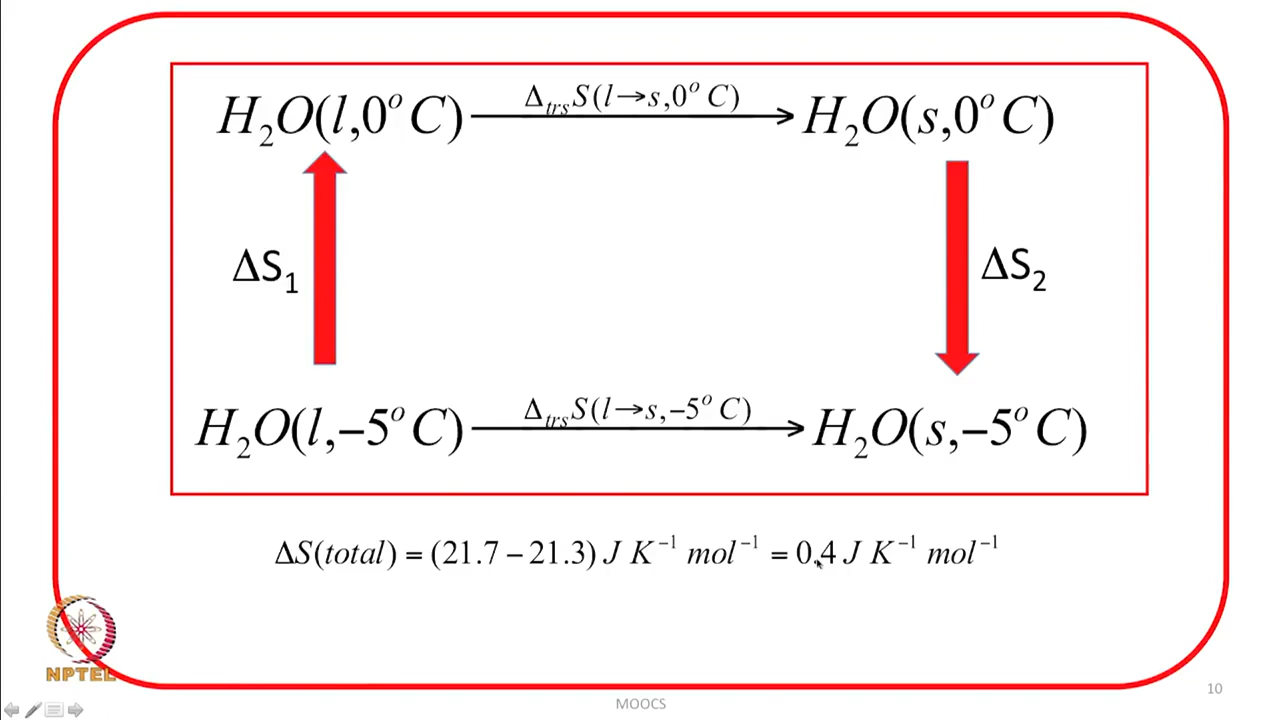 H₂O(l,0°C) ΔₜᵣₛS(l→s,0°C) H₂O(s,0°C)
ΔS₁ ΔS₂
H₂O(l,−5°C) ΔₜᵣₛS(l→s,−5°C) H₂O(s,−5°C)
ΔS(total) = (21.7 − 21.3) J K⁻¹ mol⁻¹ = 0.4 J K⁻¹ mol⁻¹
NPTEL
10
MOOCS